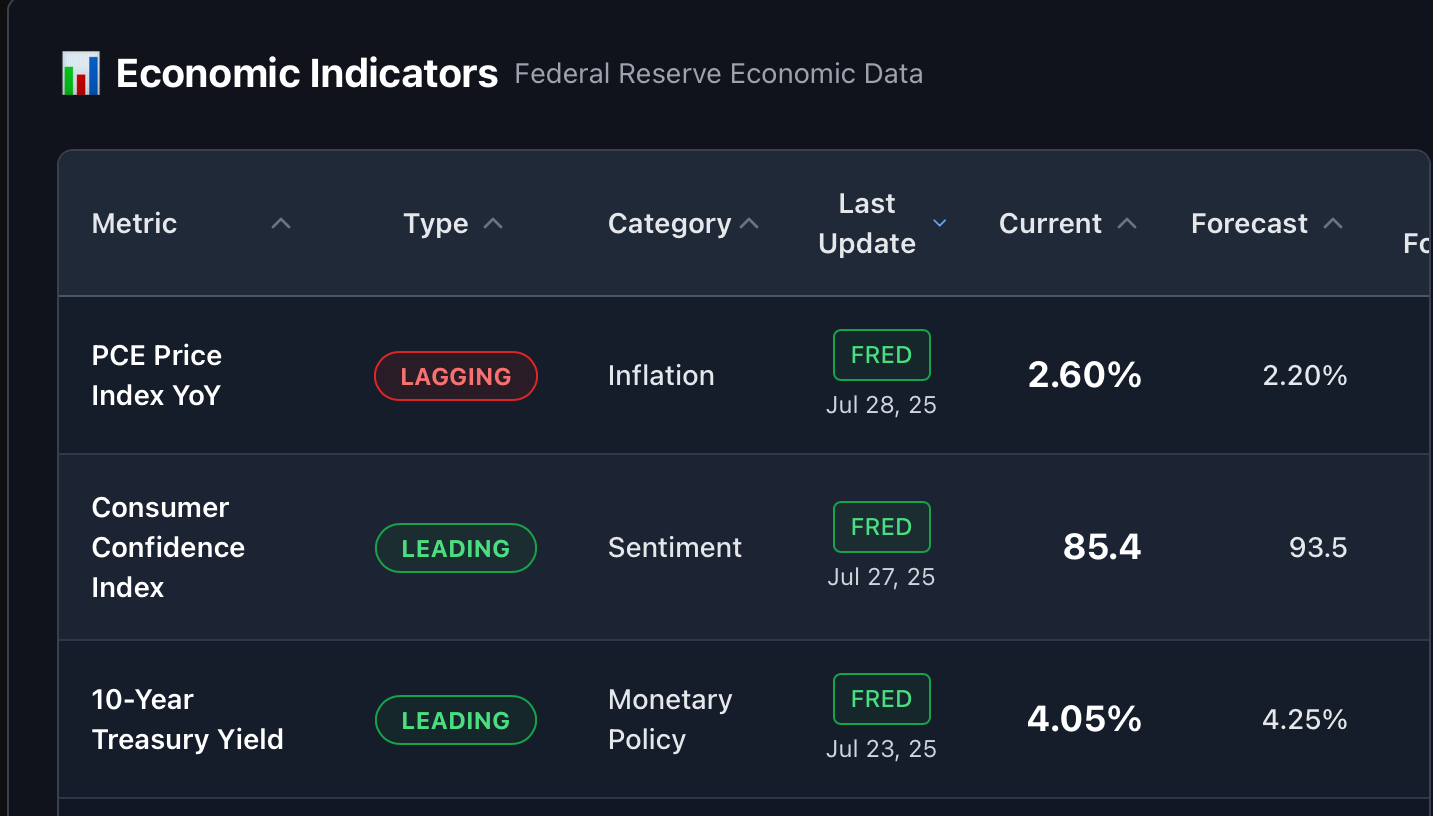 Economic Indicators Federal Reserve Economic Data
Metric Type Category Last Update Current Forecast
PCE Price
Index YoY
LAGGING
Inflation
FRED
Jul 28, 25
2.60%
2.20%
Consumer
Confidence
Index
LEADING
Sentiment
FRED
Jul 27, 25
85.4
93.5
10-Year
Treasury Yield
LEADING
Monetary
Policy
FRED
Jul 23, 25
4.05%
4.25%